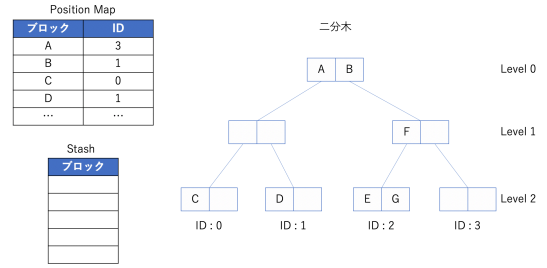 Position Map
ブロック ID
A 3
B 1
C 0
D 1
… …
Stash
ブロック
二分木
A B Level 0
F Level 1
C D E G Level 2
ID : 0 ID : 1 ID : 2 ID : 3